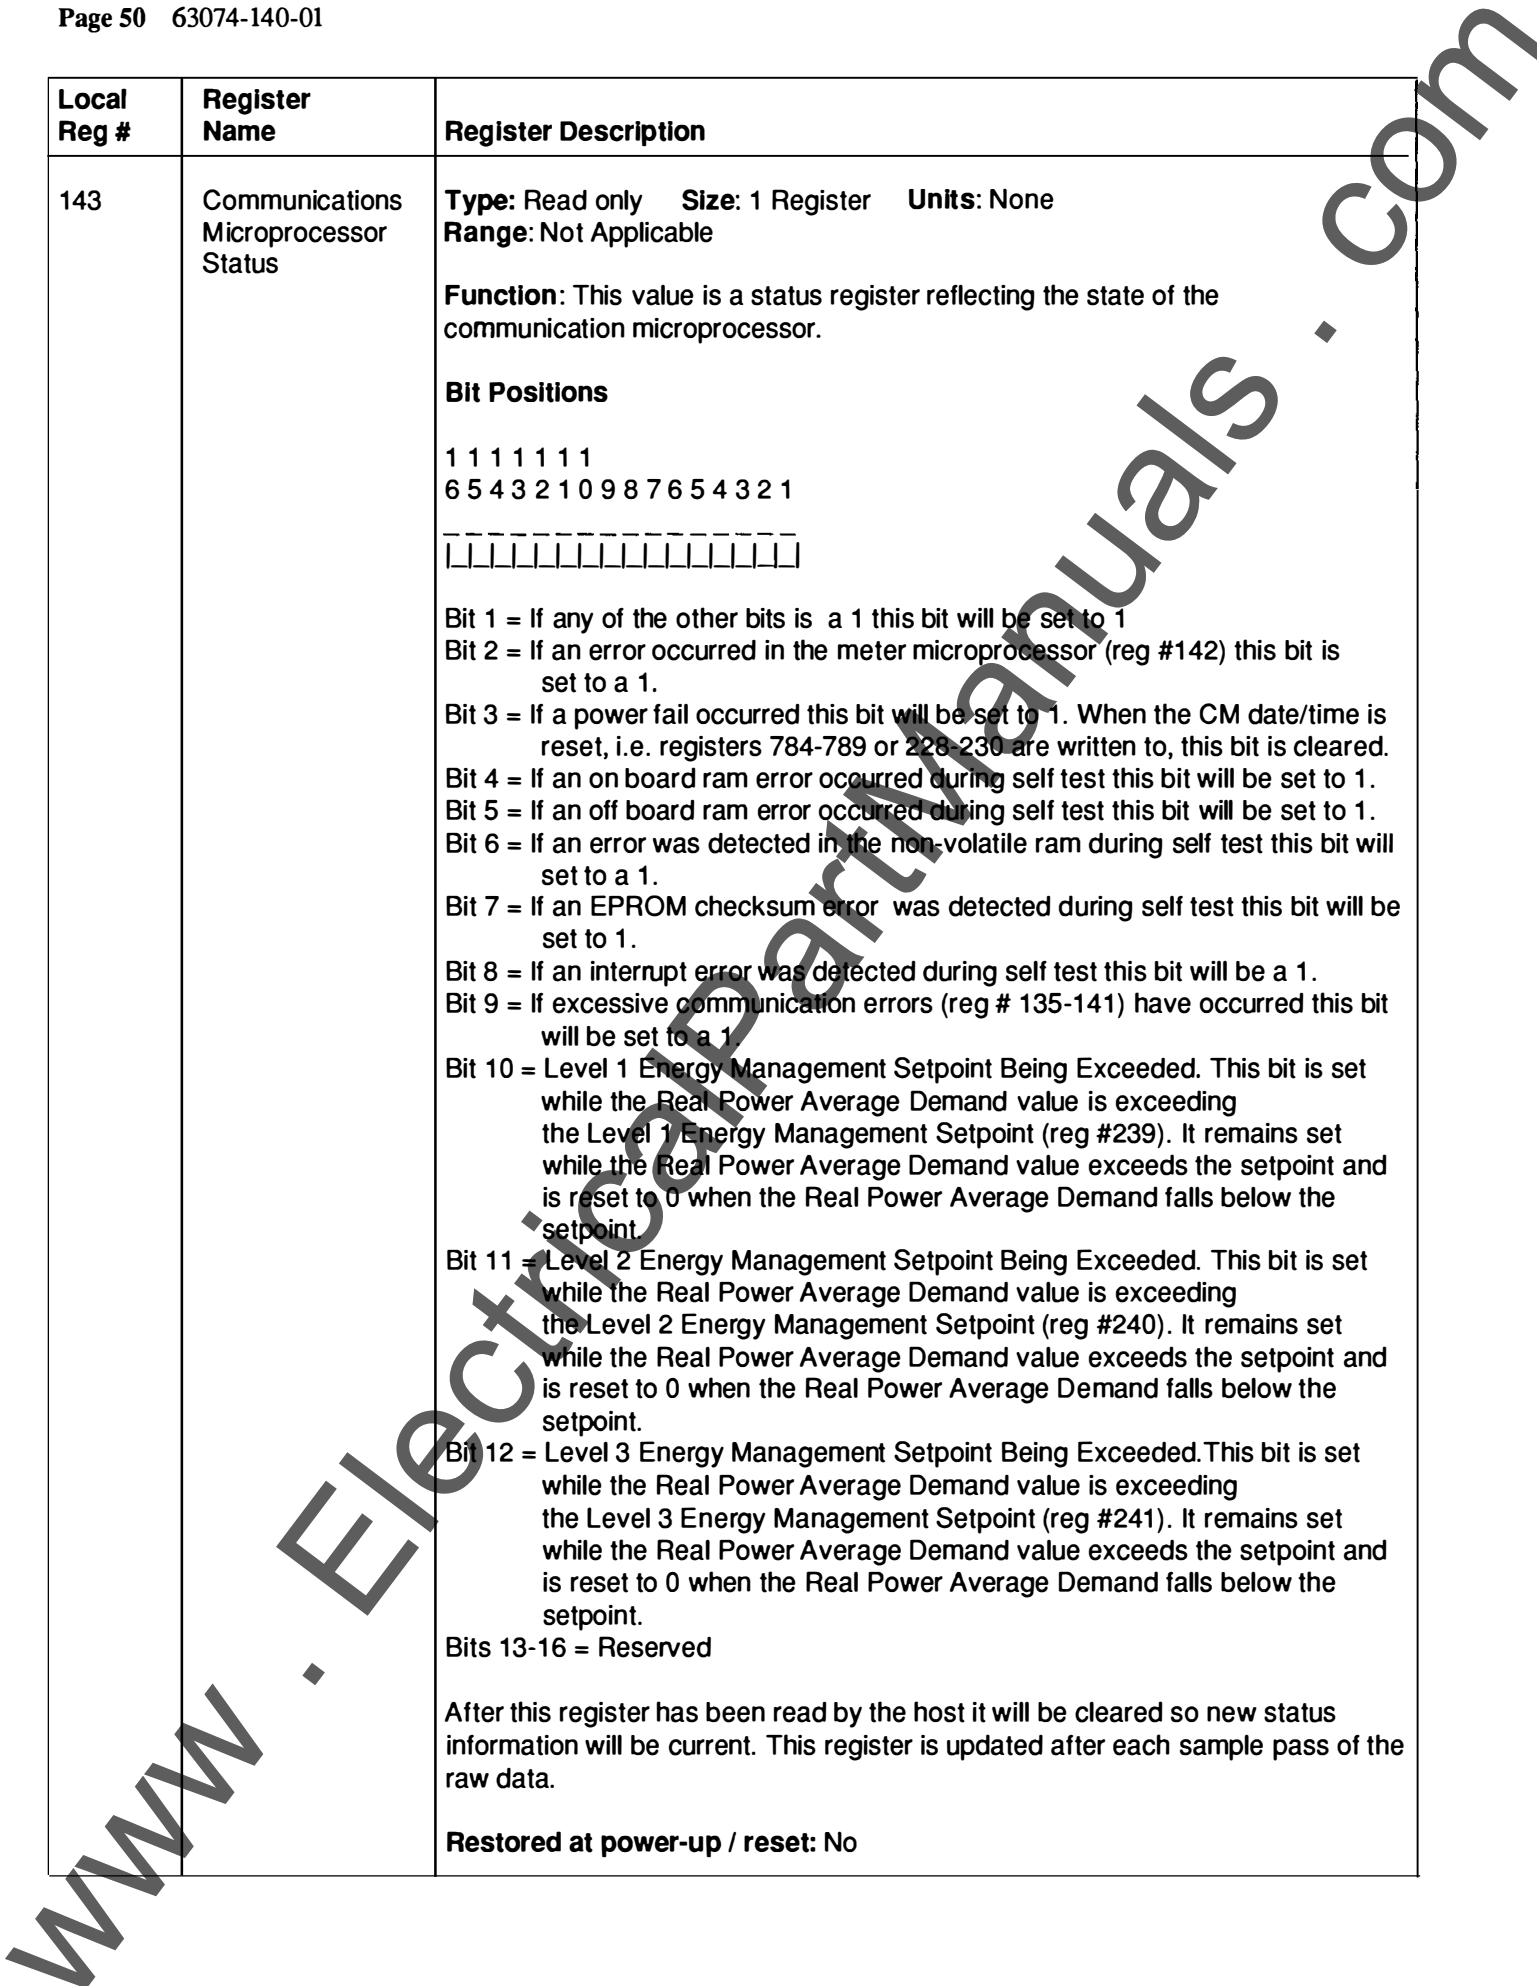 Page 50 63074-140-01
Local
Reg #
Register
Name
Register Description
143
Communications
Microprocessor
Status
Type: Read only Size: 1 Register Units: None
Range: Not Applicable
Function: This value is a status register reflecting the state of the
communication microprocessor.
Bit Positions
1 1 1 1 1 1 1
6 5 4 3 2 1 0 9 8 7 6 5 4 3 2 1
Bit 1 = If any of the other bits is a 1 this bit will be set to 1
Bit 2 = If an error occurred in the meter microprocessor (reg #142) this bit is
set to a 1.
Bit 3 = If a power fail occurred this bit will be set to 1. When the CM date/time is
reset, i.e. registers 784-789 or 228-230 are written to, this bit is cleared.
Bit 4 = If an on board ram error occurred during self test this bit will be set to 1.
Bit 5 = If an off board ram error occurred during self test this bit will be set to 1.
Bit 6 = If an error was detected in the non-volatile ram during self test this bit will
set to a 1.
Bit 7 = If an EPROM checksum error was detected during self test this bit will be
set to 1.
Bit 8 = If an interrupt error was detected during self test this bit will be a 1.
Bit 9 = If excessive communication errors (reg # 135-141) have occurred this bit
will be set to a 1.
Bit 10 = Level 1 Energy Management Setpoint Being Exceeded. This bit is set
while the Real Power Average Demand value is exceeding
the Level 1 Energy Management Setpoint (reg #239). It remains set
while the Real Power Average Demand value exceeds the setpoint and
is reset to 0 when the Real Power Average Demand falls below the
setpoint.
Bit 11 = Level 2 Energy Management Setpoint Being Exceeded. This bit is set
while the Real Power Average Demand value is exceeding
the Level 2 Energy Management Setpoint (reg #240). It remains set
while the Real Power Average Demand value exceeds the setpoint and
is reset to 0 when the Real Power Average Demand falls below the
setpoint.
Bit 12 = Level 3 Energy Management Setpoint Being Exceeded.This bit is set
while the Real Power Average Demand value is exceeding
the Level 3 Energy Management Setpoint (reg #241). It remains set
while the Real Power Average Demand value exceeds the setpoint and
is reset to 0 when the Real Power Average Demand falls below the
setpoint.
Bits 13-16 = Reserved
After this register has been read by the host it will be cleared so new status
information will be current. This register is updated after each sample pass of the
raw data.
Restored at power-up / reset: No
www . ElectricalPartManuals . com